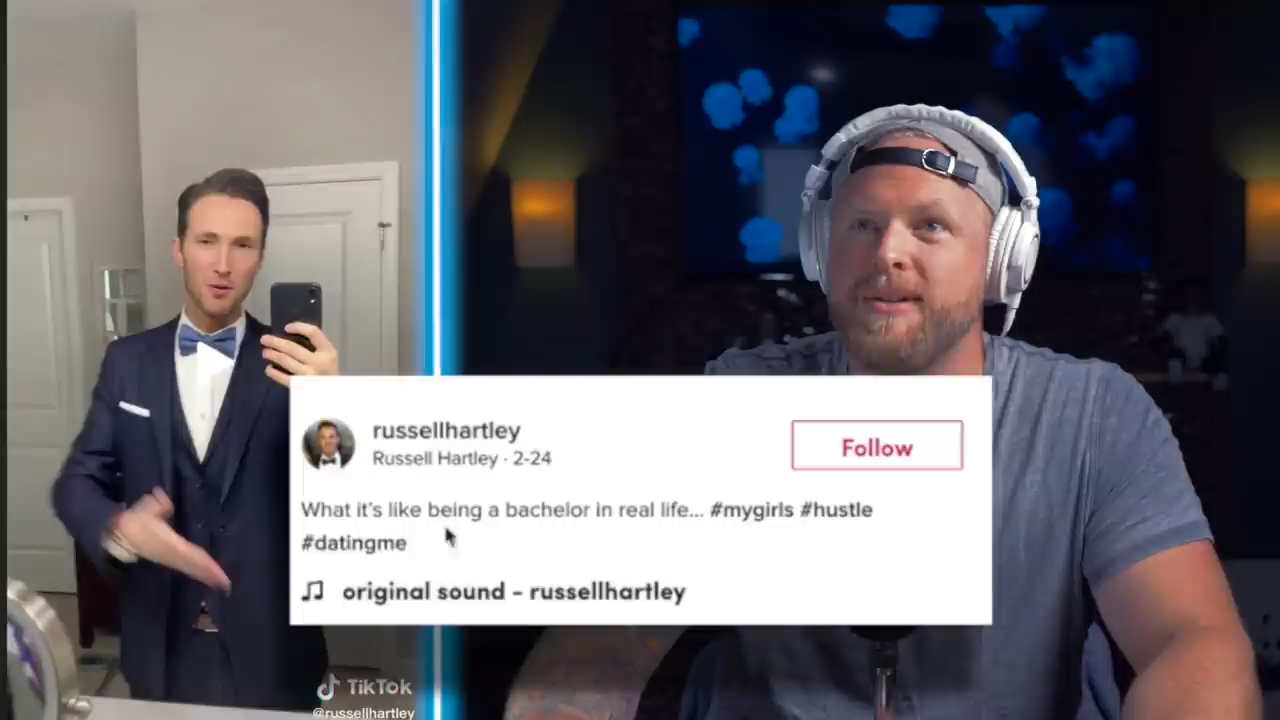 russellhartley
Russell Hartley · 2-24
Follow
What it's like being a bachelor in real life... #mygirls #hustle
#datingme
original sound - russellhartley
TikTok
@russellhartley